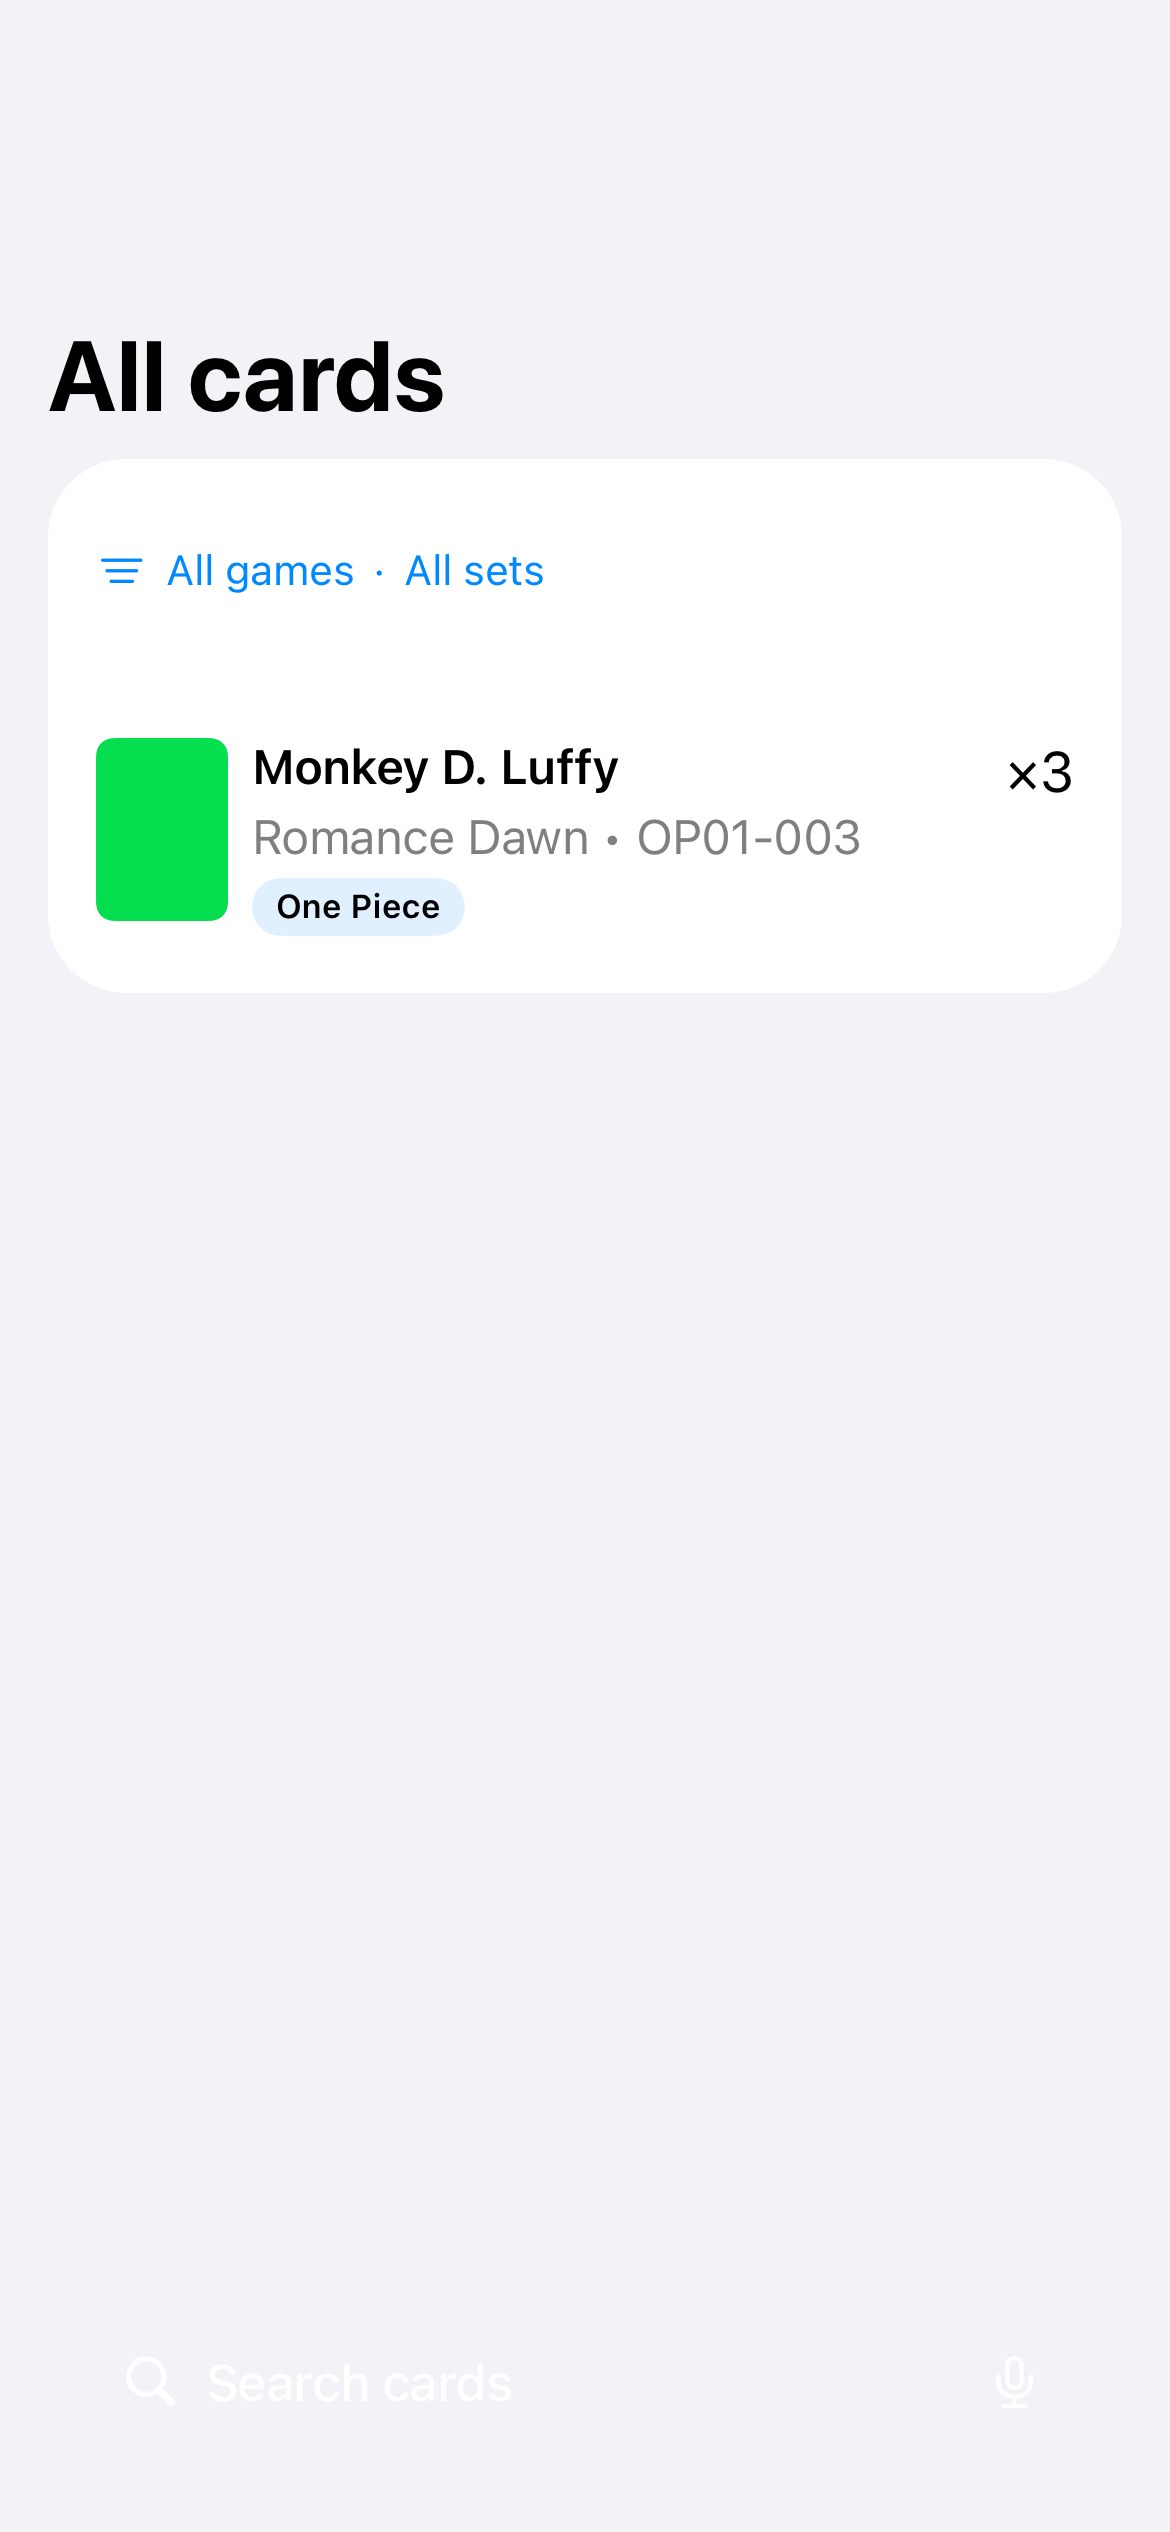 All cards
All games · All sets
Monkey D. Luffy
×3
Romance Dawn • OP01-003
One Piece
Search cards